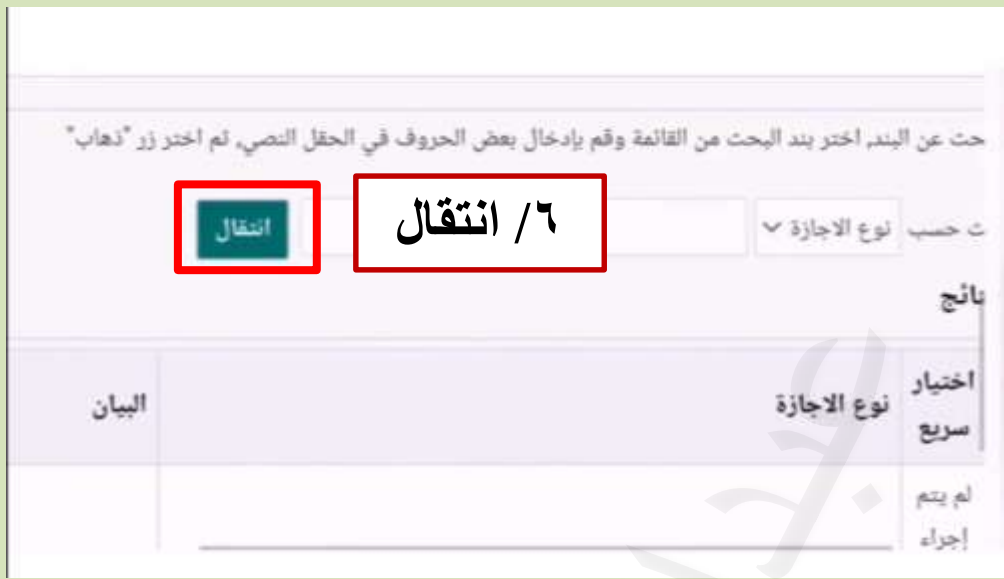 حث عن البند, اختر بند البحث من القائمة وقم بإدخال بعض الحروف في الحقل النصي, ثم اختر زر "ذهاب"
ث حسب نوع الاجازة
٦/ انتقال
انتقال
تائج
اختيار سريع
نوع الاجازة
البيان
لم يتم
إجراء